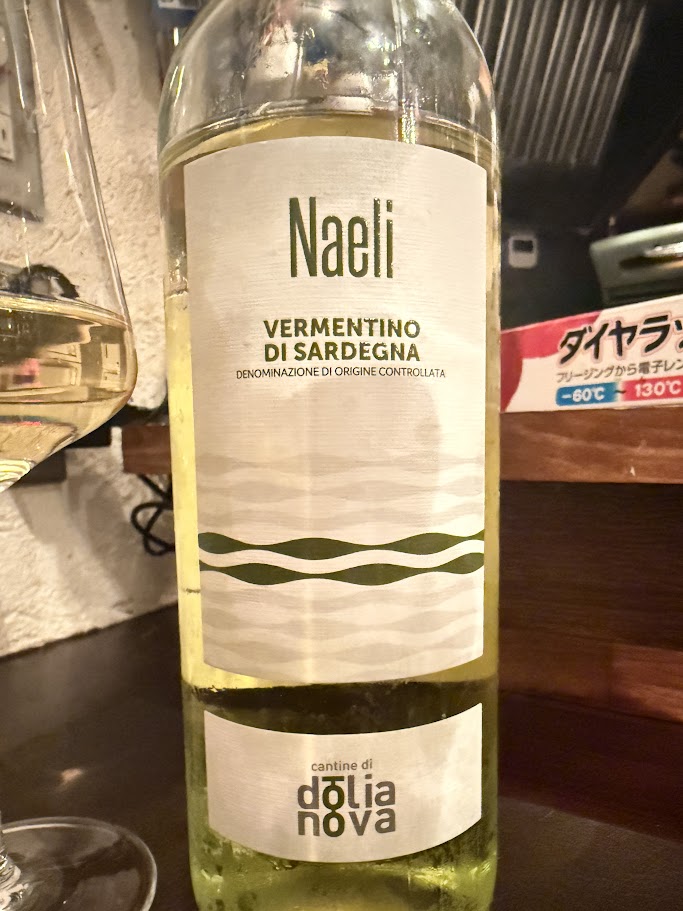 Naeli
VERMENTINO
DI SARDEGNA
DENOMINAZIONE DI ORIGINE CONTROLLATA
cantine di
dolia
nova
ダイヤラッ
フリージングから電子レン
-60℃ ~ 130℃